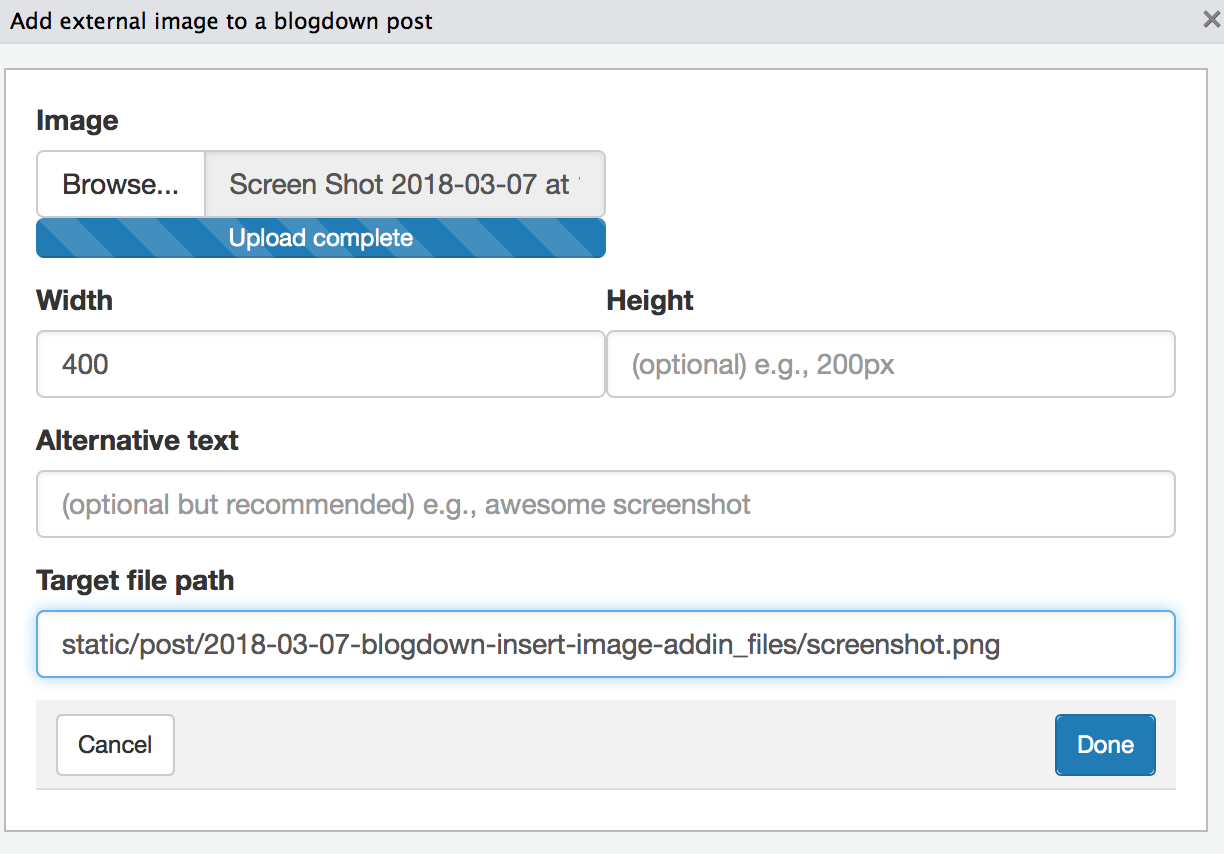 Add external image to a blogdown post
Image
Browse... Screen Shot 2018-03-07 at
Upload complete
Width Height
400 (optional) e.g., 200px
Alternative text
(optional but recommended) e.g., awesome screenshot
Target file path
static/post/2018-03-07-blogdown-insert-image-addin_files/screenshot.png
Cancel Done